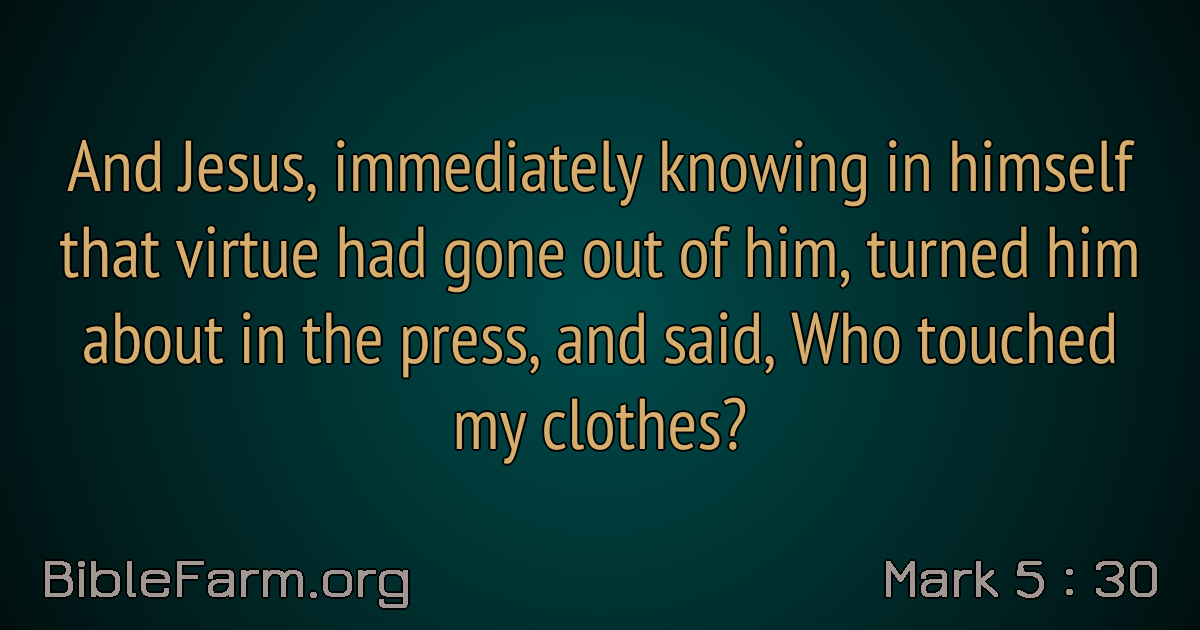 And Jesus, immediately knowing in himself
that virtue had gone out of him, turned him
about in the press, and said, Who touched
my clothes?
BibleFarm.org
Mark 5 : 30